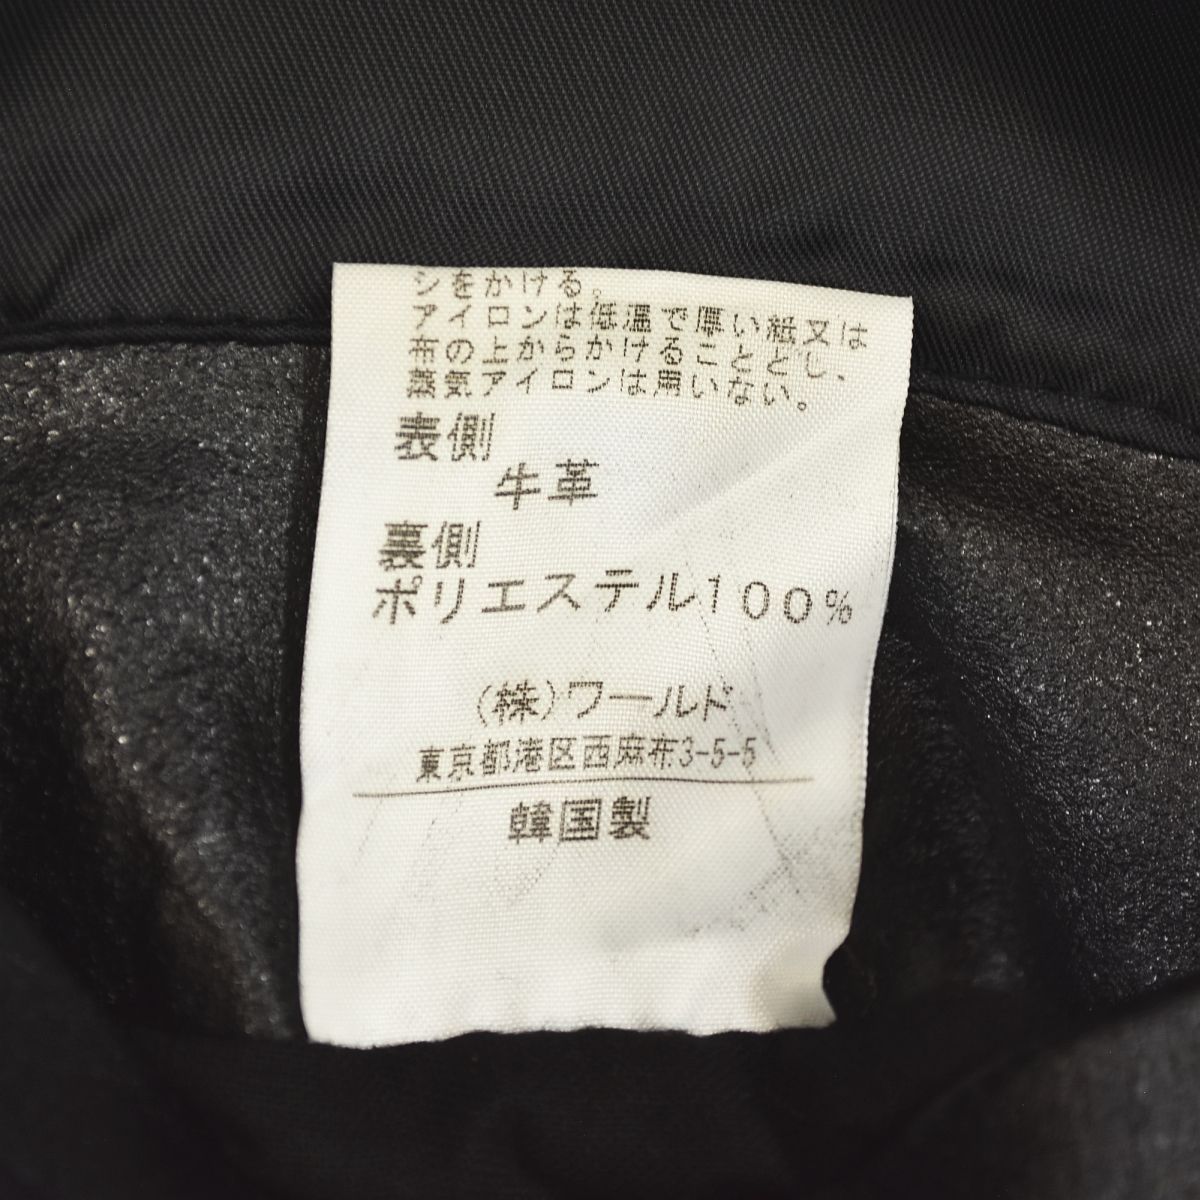 シをかける。
アイロンは低温で厚い紙又は
布の上からかけることとし、
蒸気アイロンは用いない。
表側
牛革
裏側
ポリエステル100%
(株)ワールド
東京都港区西麻布3-5-5
韓国製